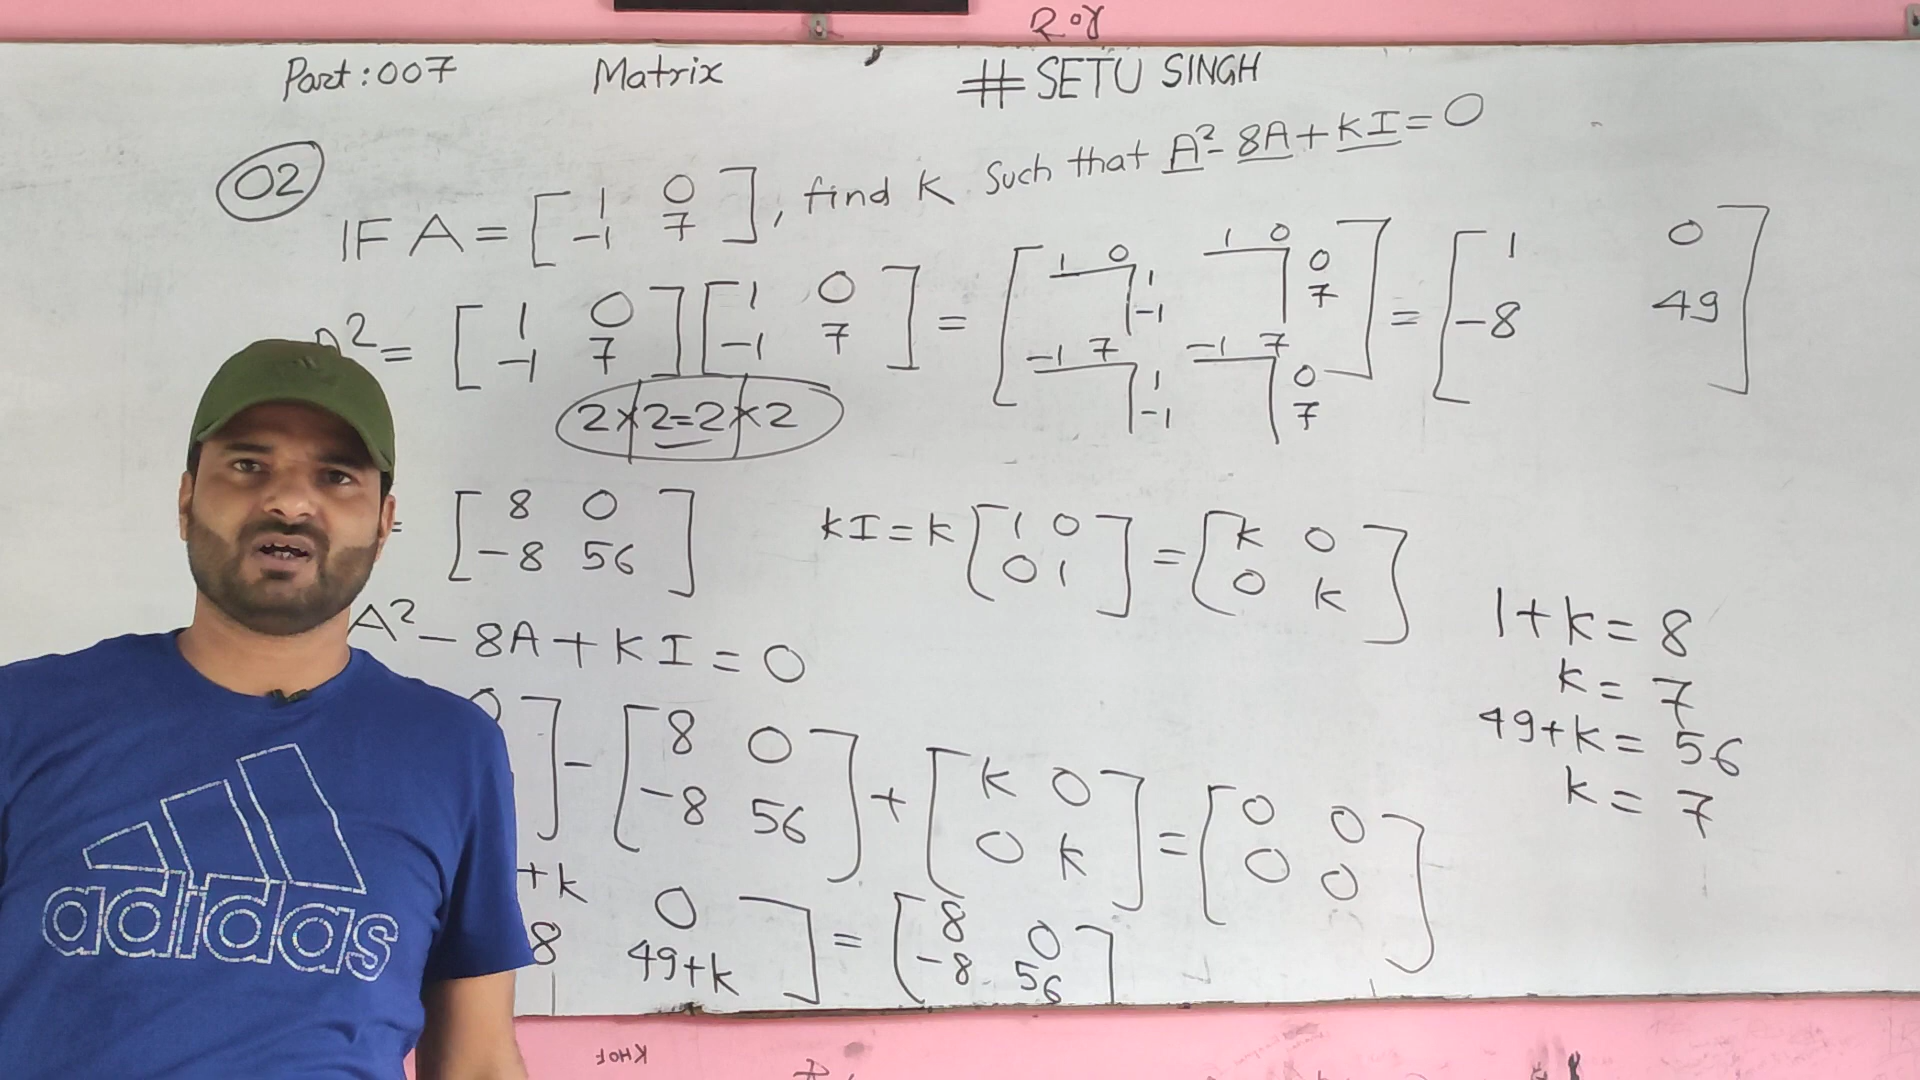 Roy
Part:007 Matrix #SETU SINGH
02
IF A = [1 0; -1 7], find K Such that A²-8A+KI=0
A² = [1 0; -1 7] [1 0; -1 7] = [1 0 1 -1, 1 0 0 7; -1 7 1 -1, -1 7 0 7] = [1 0; -8 49]
2×2=2×2
= [8 0; -8 56] KI=K [1 0; 0 1] = [K 0; 0 K]
A²-8A+KI=0
0] - [8 0; -8 56] + [K 0; 0 K] = [0 0; 0 0]
+K 0; 8 49+K] = [8 0; -8 56]
1+K=8
K=7
49+K=56
K=7
adidas
KHOF